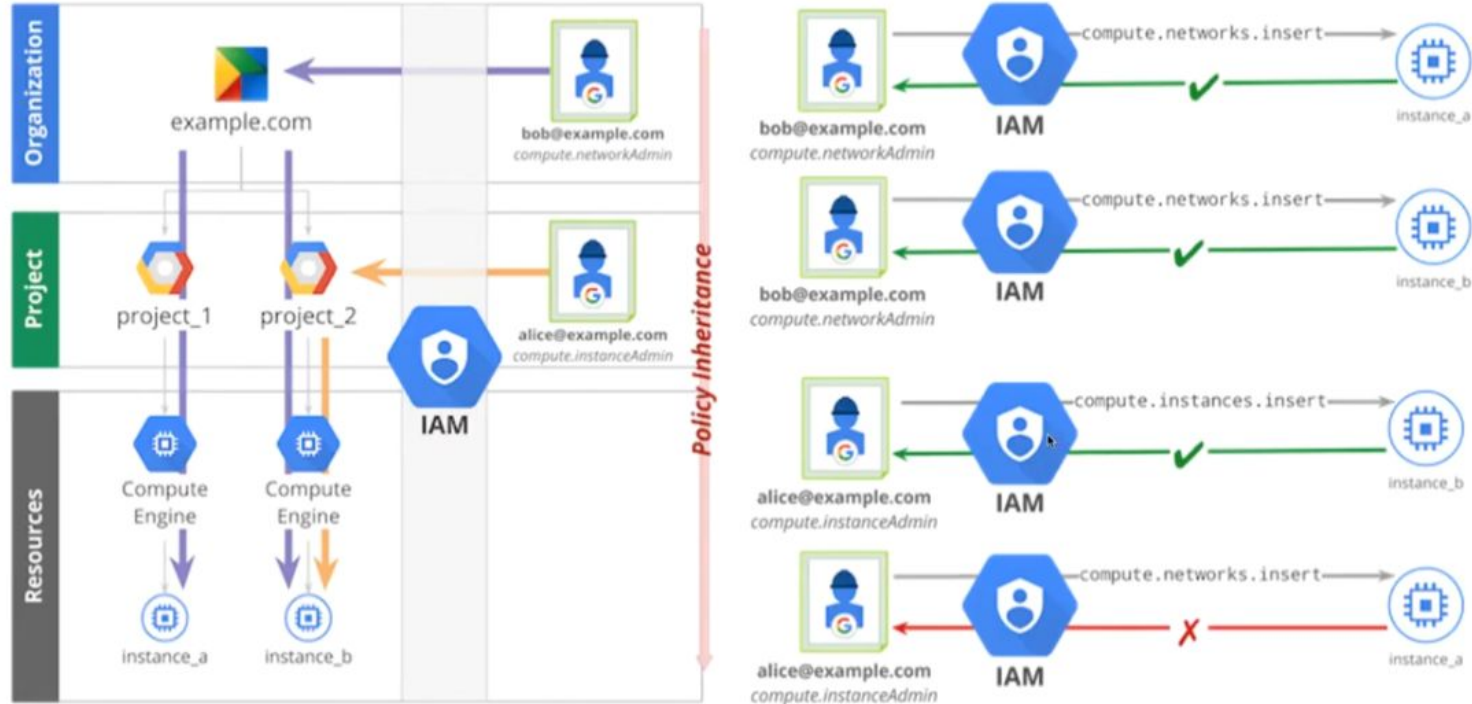 Organization
example.com
bob@example.com
compute.networkAdmin
Project
project_1
project_2
alice@example.com
compute.instanceAdmin
IAM
Policy Inheritance
Resources
Compute
Engine
Compute
Engine
instance_a
instance_b
compute.networks.insert
bob@example.com
compute.networkAdmin
IAM
instance_a
compute.networks.insert
bob@example.com
compute.networkAdmin
IAM
instance_b
compute.instances.insert
alice@example.com
compute.instanceAdmin
IAM
instance_b
compute.networks.insert
alice@example.com
compute.instanceAdmin
IAM
instance_a